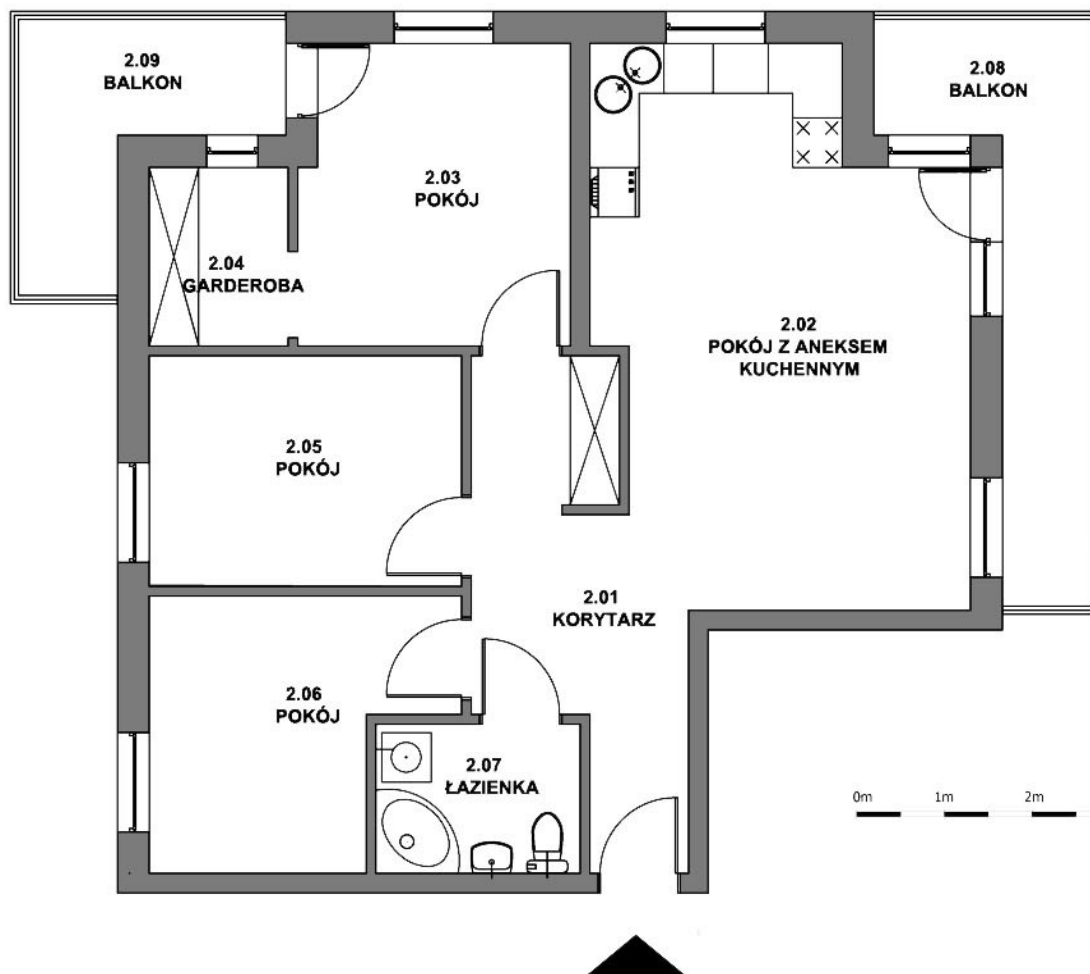 2.09
BALKON
2.08
BALKON
2.03
POKÓJ
2.04
GARDEROBA
2.02
POKÓJ Z ANEKSEM
KUCHENNYM
2.05
POKÓJ
2.01
KORYTARZ
2.06
POKÓJ
2.07
ŁAZIENKA
0m 1m 2m